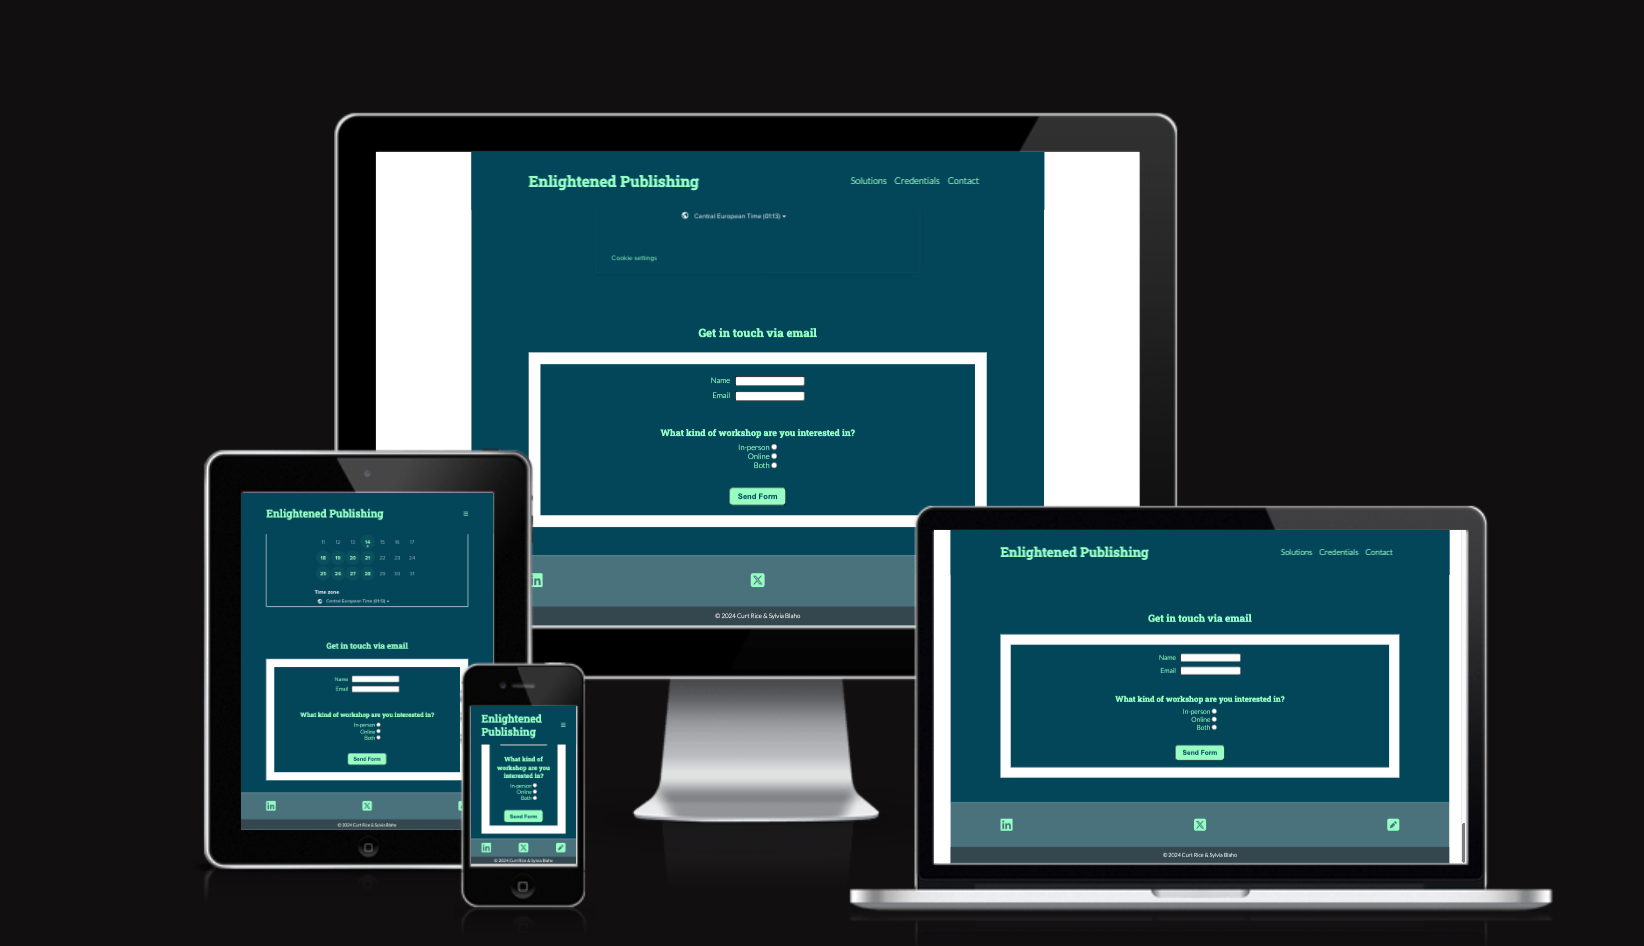 Enlightened Publishing
Solutions Credentials Contact
Central European Time (01:13)
Cookie settings
Get in touch via email
Name
Email
What kind of workshop are you interested in?
In-person
Online
Both
Send Form
in X
© 2024 Curt Rice & Sylvia Blaho
Enlightened Publishing
11 12 13 14 15 16 17
18 19 20 21 22 23 24
25 26 27 28 29 30 31
Time zone
Central European Time (01:13)
Get in touch via email
Name
Email
What kind of workshop are you interested in?
In-person
Online
Both
Send Form
in X
© 2024 Curt Rice & Sylvia Blaho
Enlightened
Publishing
What kind of
workshop are you
interested in?
In-person
Online
Both
Send Form
in X
© 2024 Curt Rice & Sylvia Blaho
Enlightened Publishing
Solutions Credentials Contact
Get in touch via email
Name
Email
What kind of workshop are you interested in?
In-person
Online
Both
Send Form
in X
© 2024 Curt Rice & Sylvia Blaho